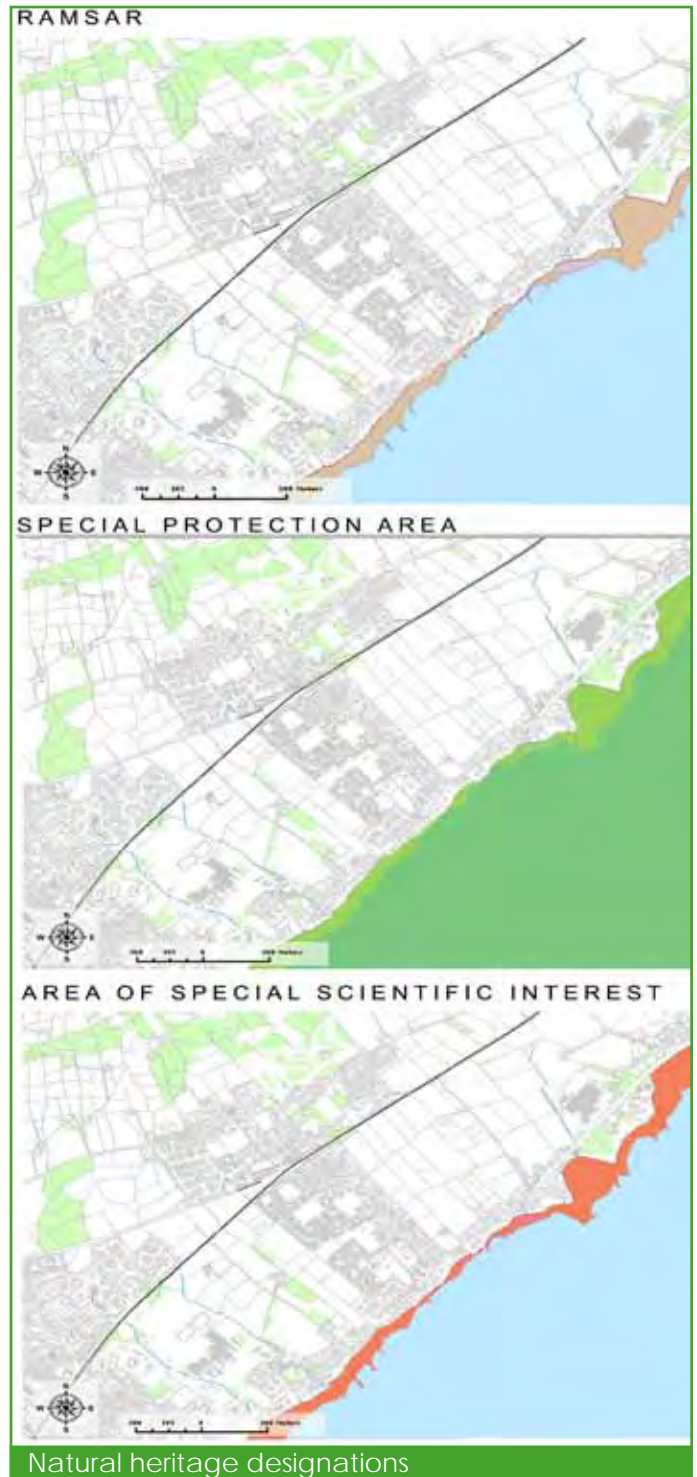 RAMSAR
N
W E
S
SPECIAL PROTECTION AREA
N
W E
S
AREA OF SPECIAL SCIENTIFIC INTEREST
N
W E
S
Natural heritage designations